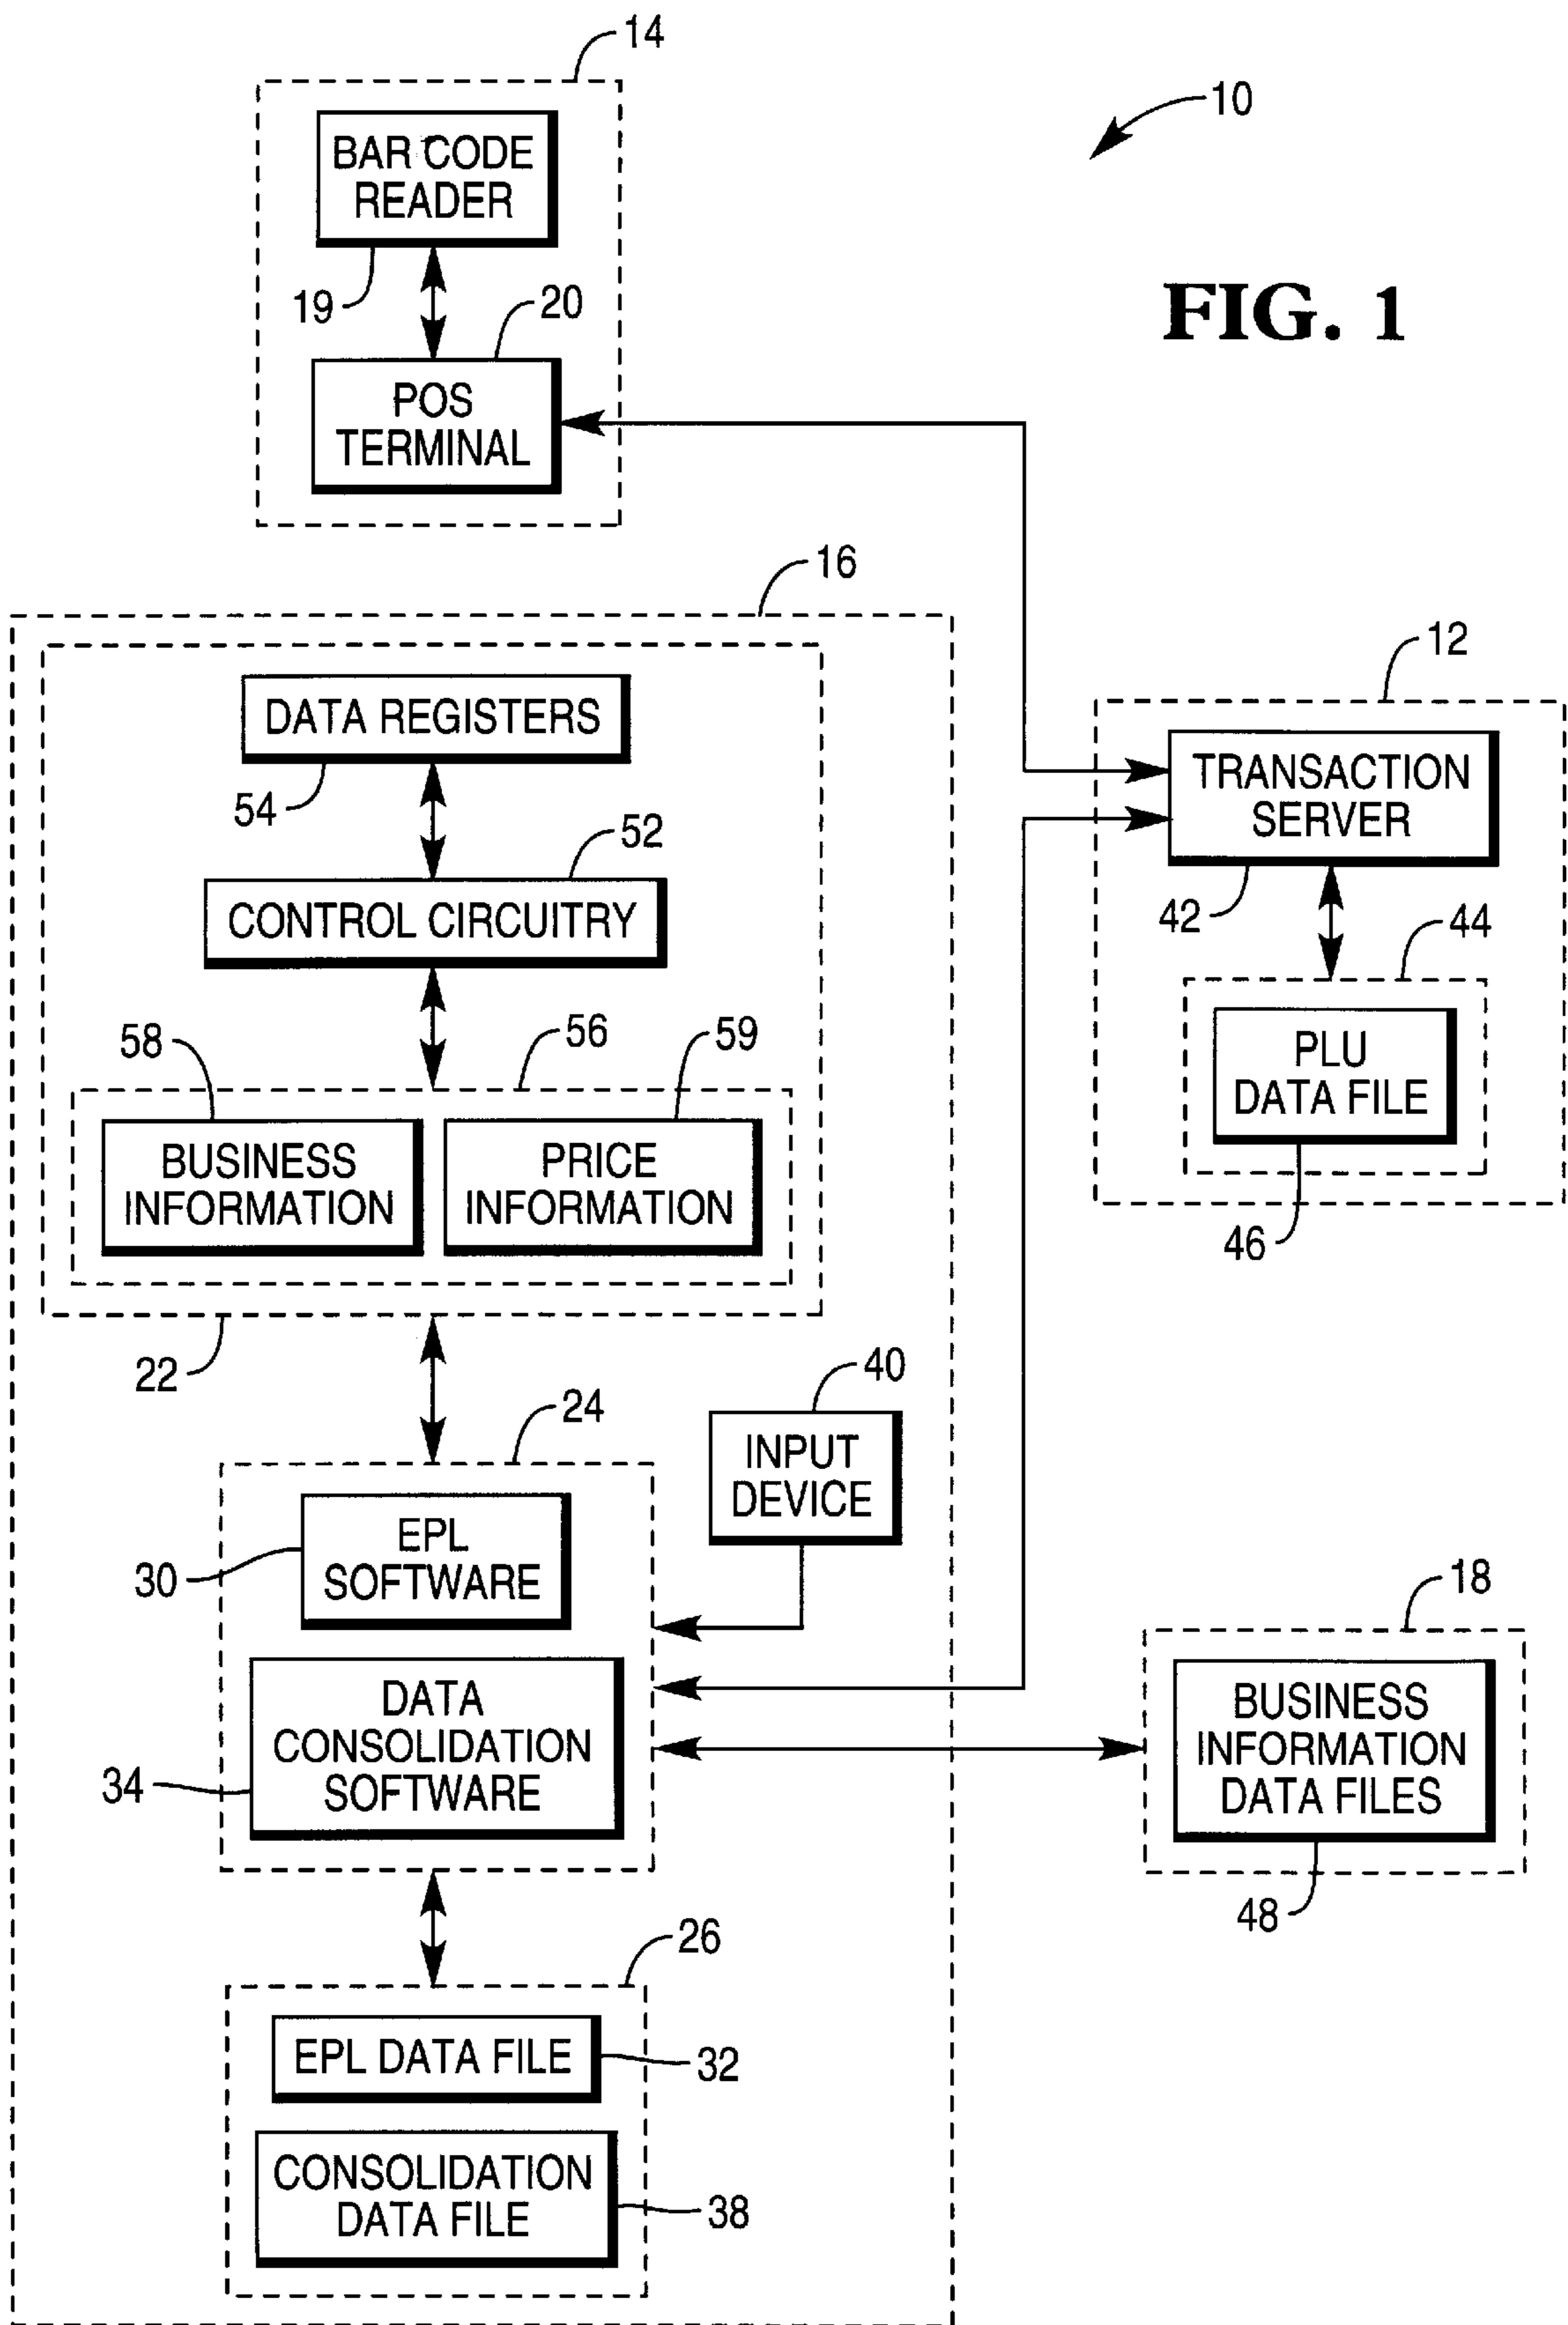 14
10
BAR CODE
READER
19
20
FIG. 1
POS
TERMINAL
16
12
DATA REGISTERS
54
TRANSACTION
SERVER
52
42
44
CONTROL CIRCUITRY
58
56
59
PLU
DATA FILE
BUSINESS
INFORMATION
PRICE
INFORMATION
46
22
40
24
INPUT
DEVICE
EPL
SOFTWARE
30
18
DATA
CONSOLIDATION
SOFTWARE
34
BUSINESS
INFORMATION
DATA FILES
48
26
EPL DATA FILE
32
CONSOLIDATION
DATA FILE
38